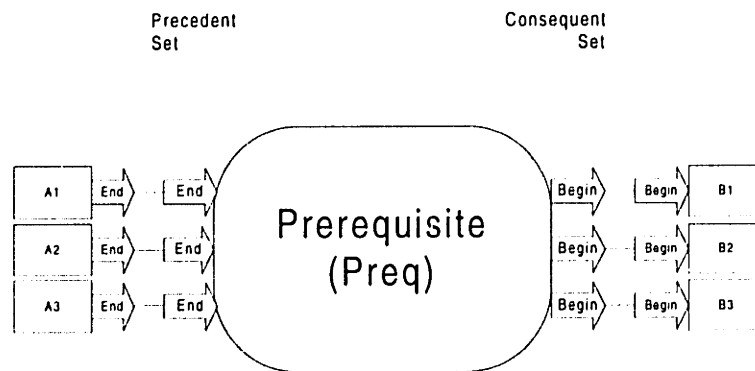 Precedent
Set
Consequent
Set
A1 End End Begin Begin B1
Prerequisite
(Preq)
A2 End End Begin Begin B2
A3 End End Begin Begin B3